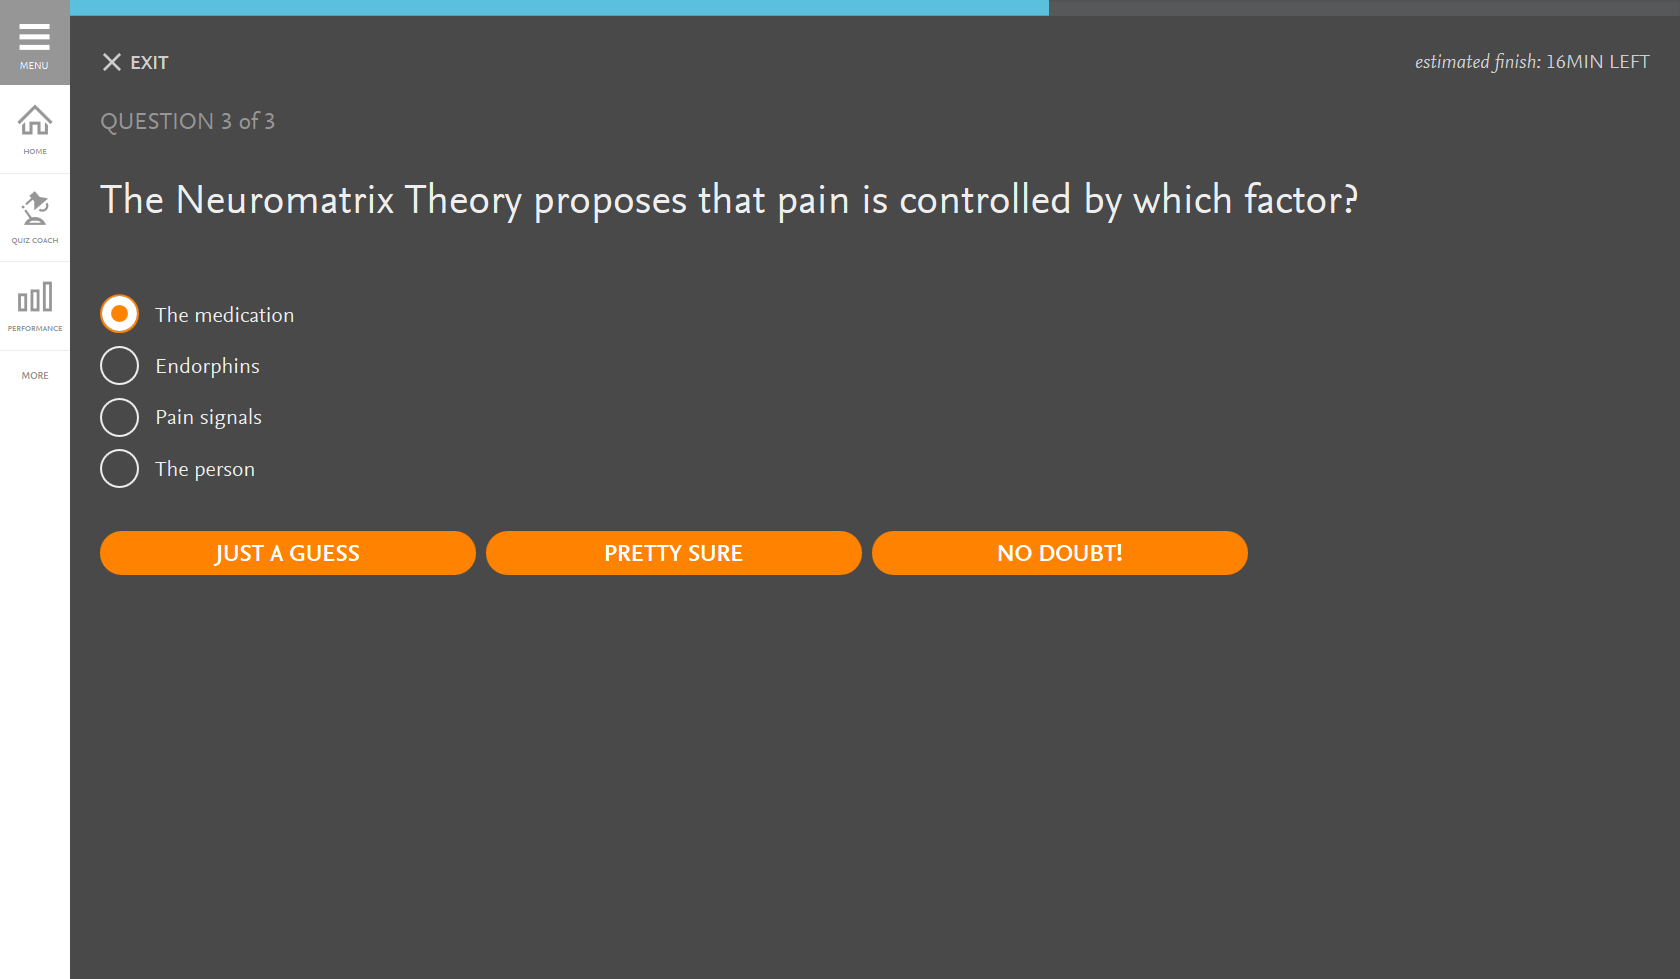 MENU
HOME
QUIZ COACH
PERFORMANCE
MORE
EXIT
estimated finish: 16MIN LEFT
QUESTION 3 of 3
The Neuromatrix Theory proposes that pain is controlled by which factor?
The medication
Endorphins
Pain signals
The person
JUST A GUESS
PRETTY SURE
NO DOUBT!